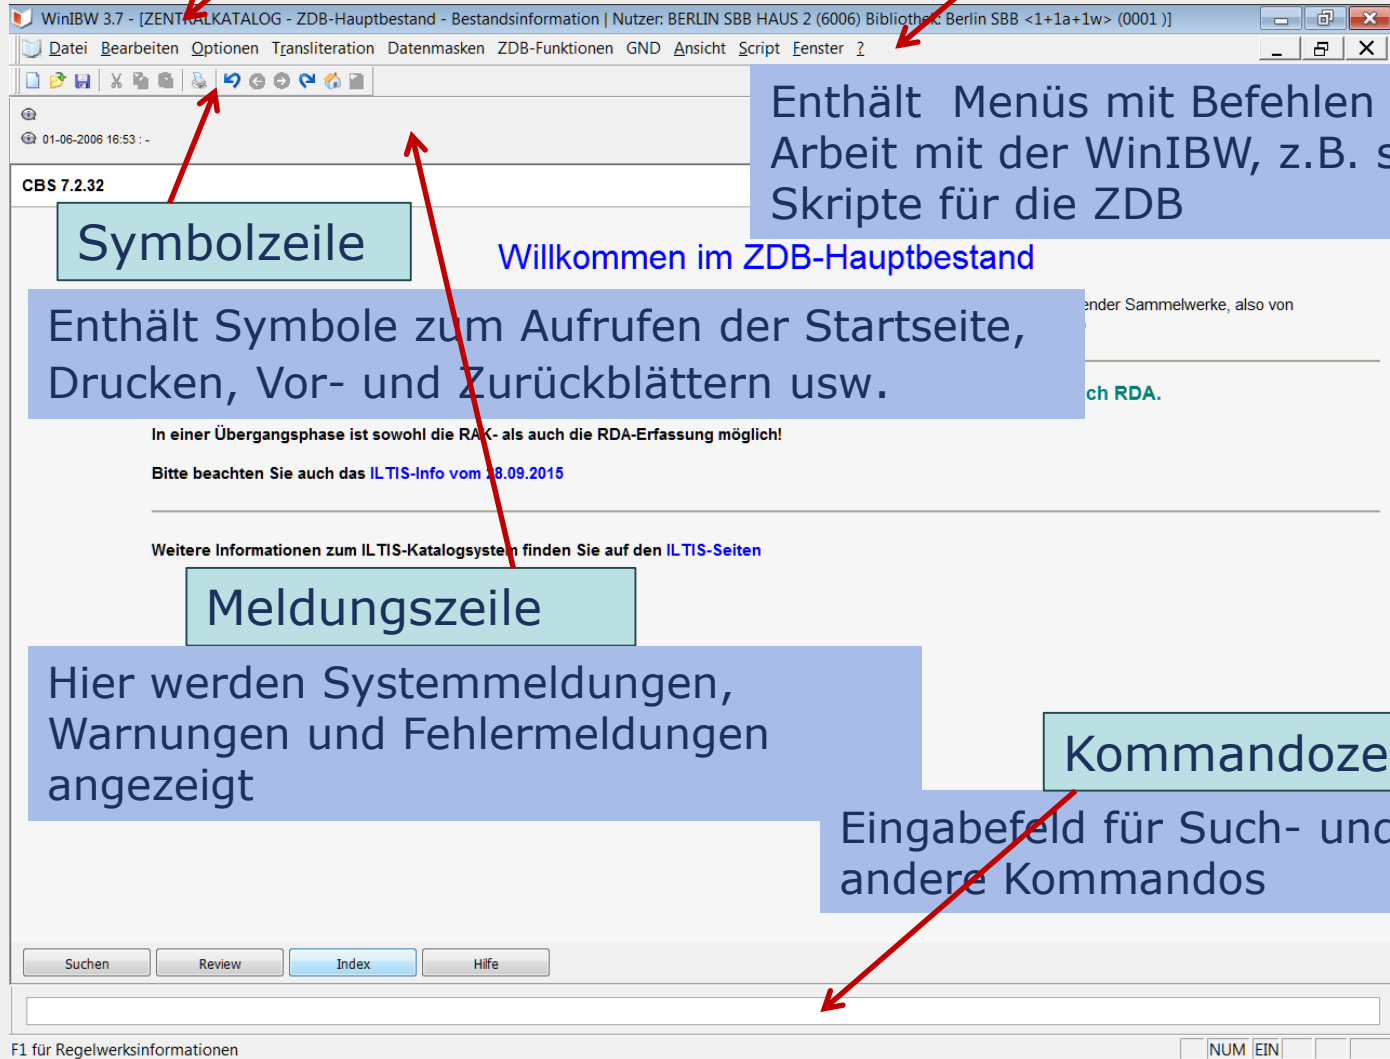 WinIBW 3.7 - [ZENTRALKATALOG - ZDB-Hauptbestand - Bestandsinformation | Nutzer: BERLIN SBB HAUS 2 (6006) Bibliothek: Berlin SBB <1+1a+1w> (0001 )]
Datei Bearbeiten Optionen Transliteration Datenmasken ZDB-Funktionen GND Ansicht Script Fenster ?
01-06-2006 16:53 : -
Enthält Menüs mit Befehlen
Arbeit mit der WinIBW, z.B. s
Skripte für die ZDB
CBS 7.2.32
Symbolzeile
Willkommen im ZDB-Hauptbestand
ender Sammelwerke, also von
Enthält Symbole zum Aufrufen der Startseite,
Drucken, Vor- und Zurückblättern usw.
ch RDA.
In einer Übergangsphase ist sowohl die RAK- als auch die RDA-Erfassung möglich!
Bitte beachten Sie auch das ILTIS-Info vom 28.09.2015
Weitere Informationen zum ILTIS-Katalogsystem finden Sie auf den ILTIS-Seiten
Meldungszeile
Hier werden Systemmeldungen,
Warnungen und Fehlermeldungen
angezeigt
Kommandoze
Eingabefeld für Such- und
andere Kommandos
Suchen Review Index Hilfe
F1 für Regelwerksinformationen
NUM EIN